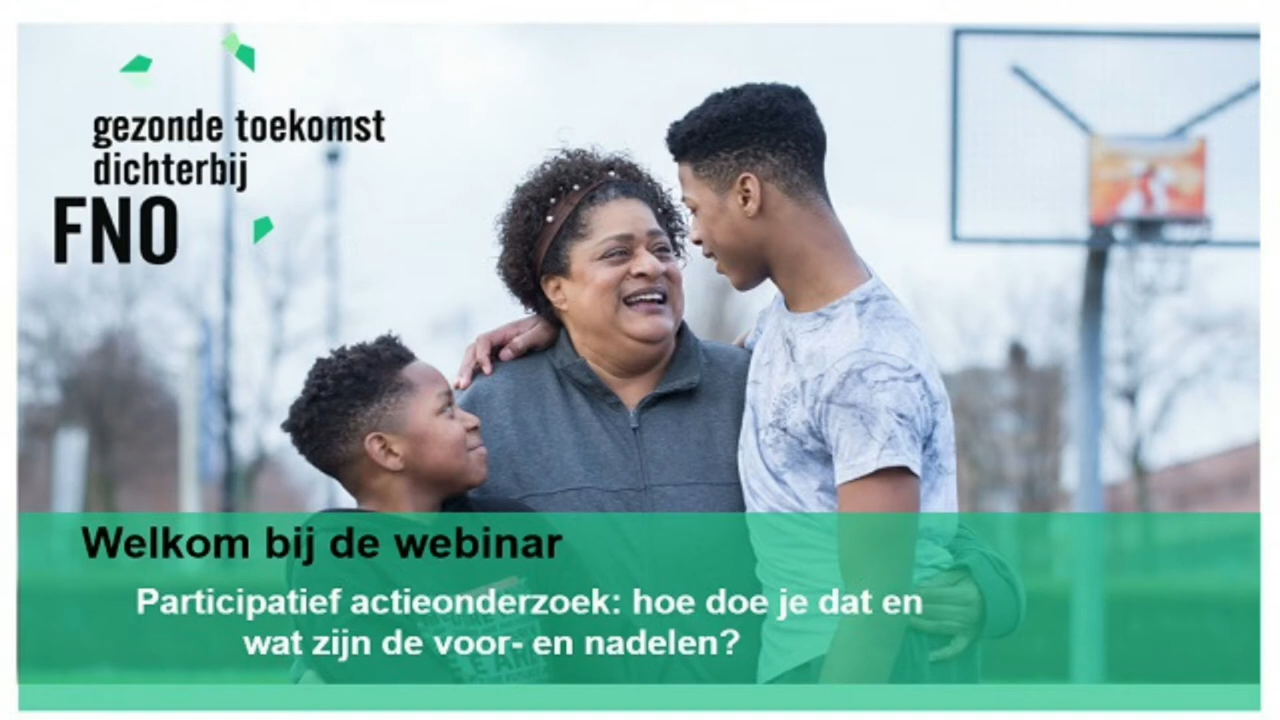 gezonde toekomst
dichterbij
FNO
Welkom bij de webinar
Participatief actieonderzoek: hoe doe je dat en
wat zijn de voor- en nadelen?